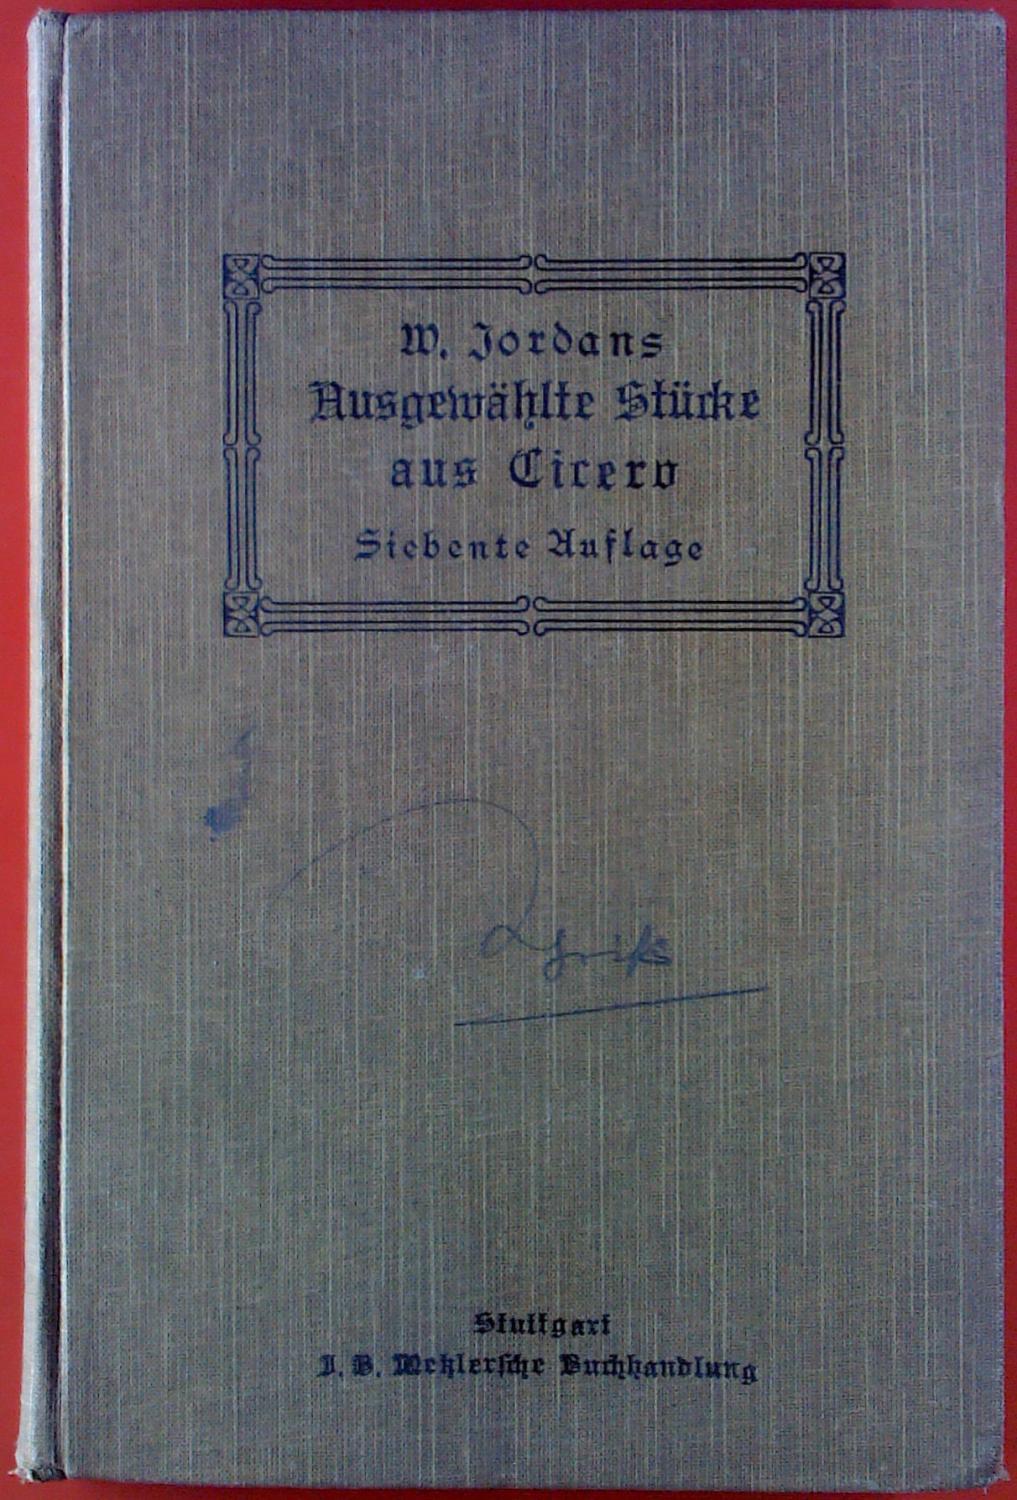 W. Jordans
Ausgewählte Stücke
aus Cicero
Siebente Auflage
Stuttgart
J. B. Metzlersche Buchhandlung